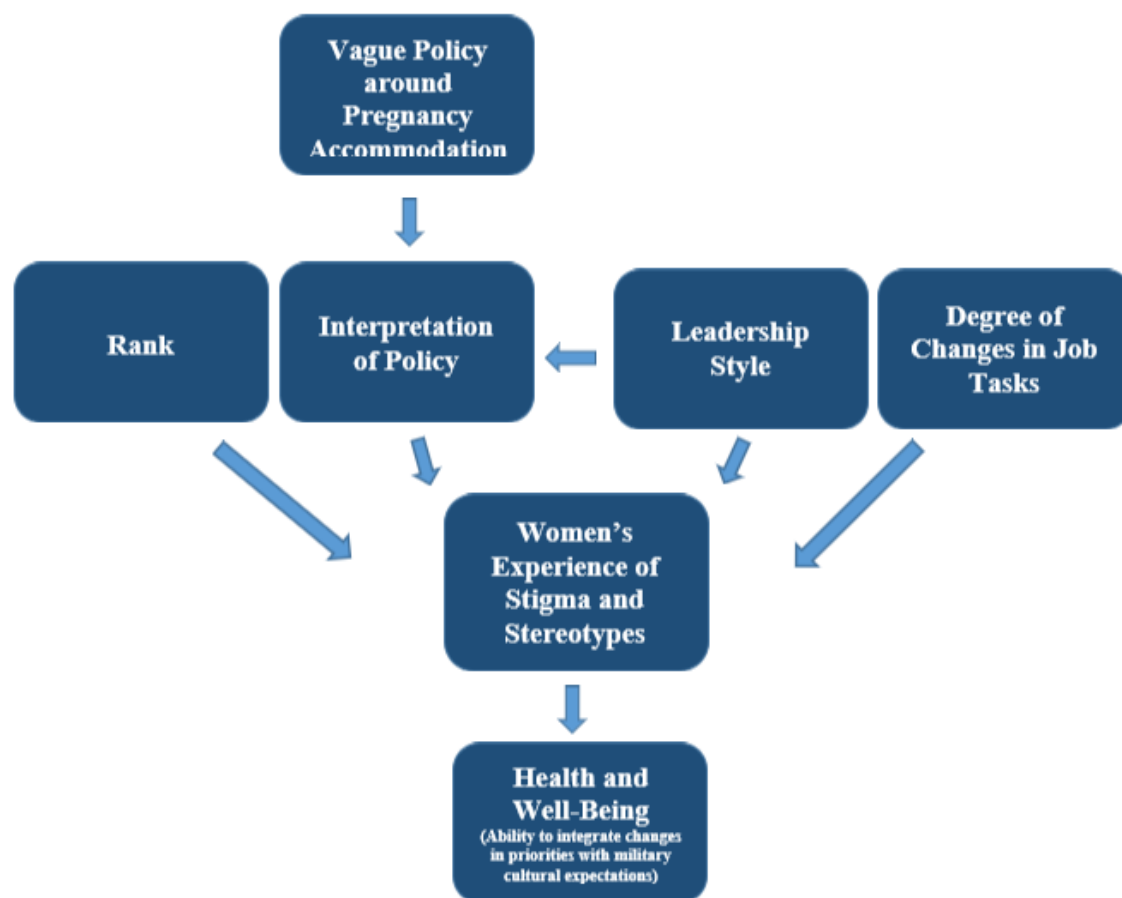 Vague Policy
around
Pregnancy
Accommodation
Rank
Interpretation
of Policy
Leadership
Style
Degree of
Changes in Job
Tasks
Women’s
Experience of
Stigma and
Stereotypes
Health and
Well-Being
(Ability to integrate changes
in priorities with military
cultural expectations)